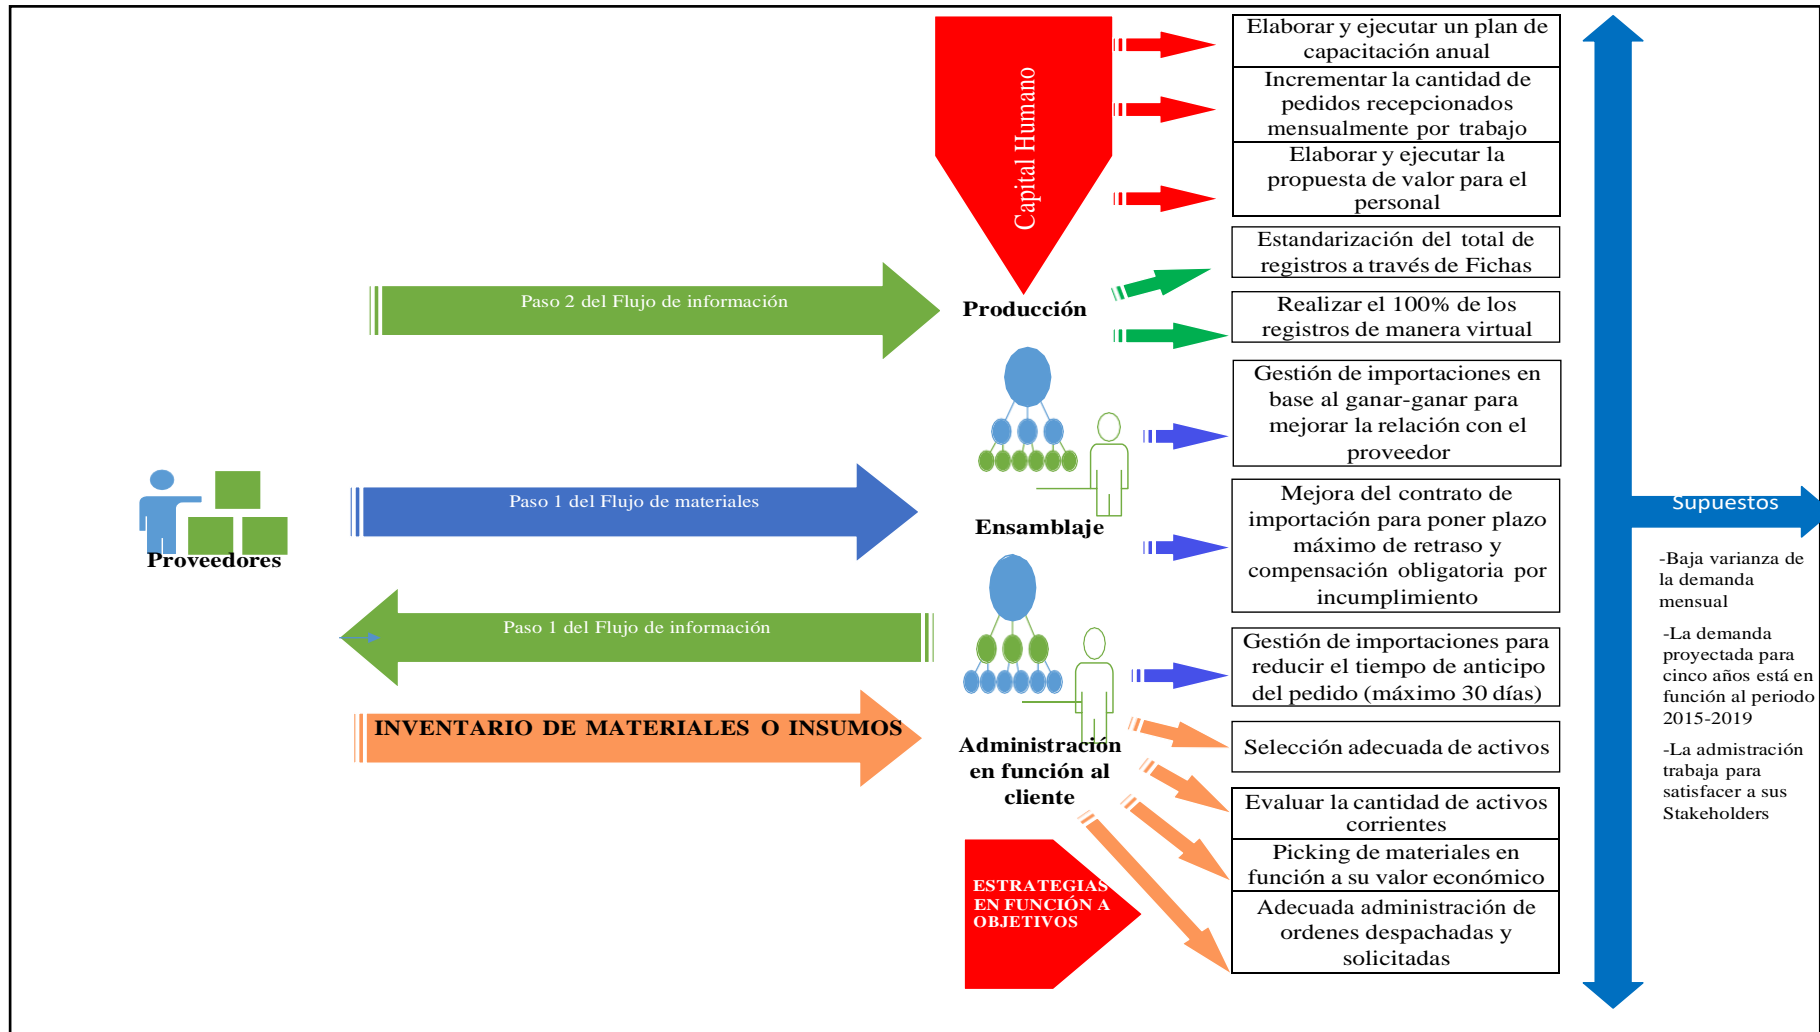 Elaborar y ejecutar un plan de
capacitación anual
Incrementar la cantidad de
pedidos recepcionados
mensualmente por trabajo
Elaborar y ejecutar la
propuesta de valor para el
personal
Capital Humano
Estandarización del total de
registros a través de Fichas
Paso 2 del Flujo de información
Producción
Realizar el 100% de los
registros de manera virtual
Gestión de importaciones en
base al ganar-ganar para
mejorar la relación con el
proveedor
Paso 1 del Flujo de materiales
Ensamblaje
Proveedores
Mejora del contrato de
importación para poner plazo
máximo de retraso y
compensación obligatoria por
incumplimiento
Supuestos
-Baja varianza de
la demanda
mensual
-La demanda
proyectada para
cinco años está en
función al periodo
2015-2019
-La admistración
trabaja para
satisfacer a sus
Stakeholders
Paso 1 del Flujo de información
Gestión de importaciones para
reducir el tiempo de anticipo
del pedido (máximo 30 días)
INVENTARIO DE MATERIALES O INSUMOS
Administración
en función al
cliente
Selección adecuada de activos
Evaluar la cantidad de activos
corrientes
Picking de materiales en
función a su valor económico
Adecuada administración de
ordenes despachadas y
solicitadas
ESTRATEGIAS
EN FUNCIÓN A
OBJETIVOS